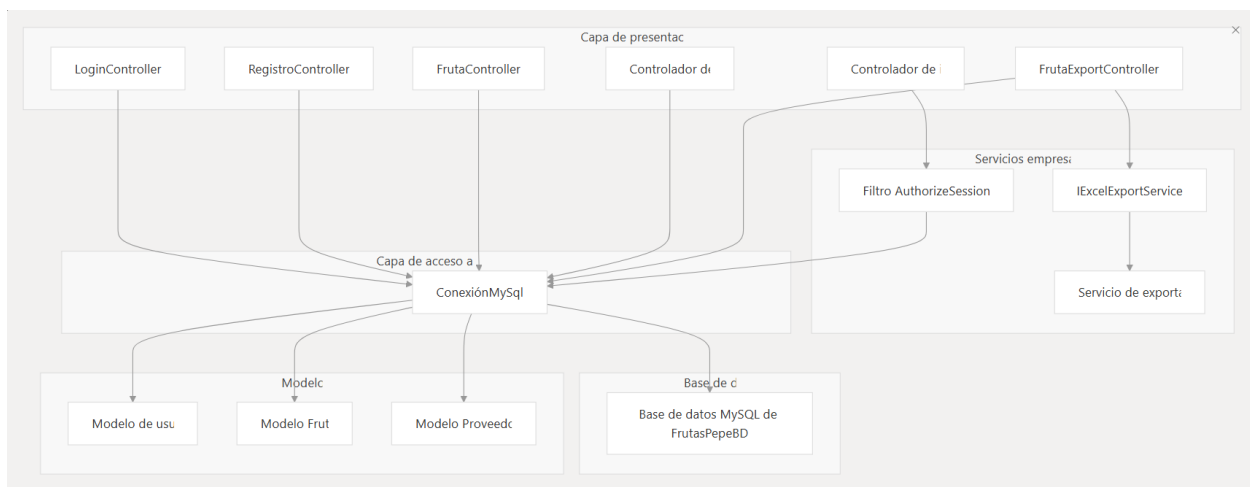 Capa de presentac
LoginController
RegistroController
FrutaController
Controlador de
Controlador de
FrutaExportController
Servicios empresa
Filtro AuthorizeSession
IExcelExportService
Capa de acceso a
ConexiónMySql
Servicio de exporta
Modelo
Base de d
Modelo de usu
Modelo Frut
Modelo Proveedo
Base de datos MySQL de
FrutasPepeBD